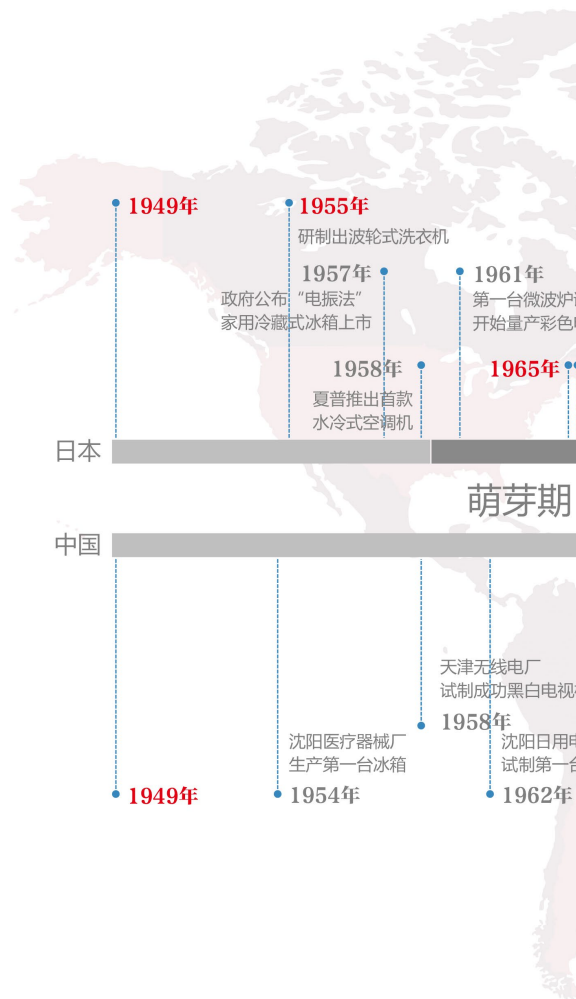 1949年
1955年
研制出波轮式洗衣机
1957年
政府公布“电振法”
家用冷藏式冰箱上市
1961年
第一台微波炉
开始量产彩色
1958年
夏普推出首款
水冷式空调机
1965年
日本
萌芽期
中国
天津无线电厂
试制成功黑白电视
1958年
沈阳医疗器械厂
生产第一台冰箱
1954年
沈阳日用
试制第一台
1962年
1949年